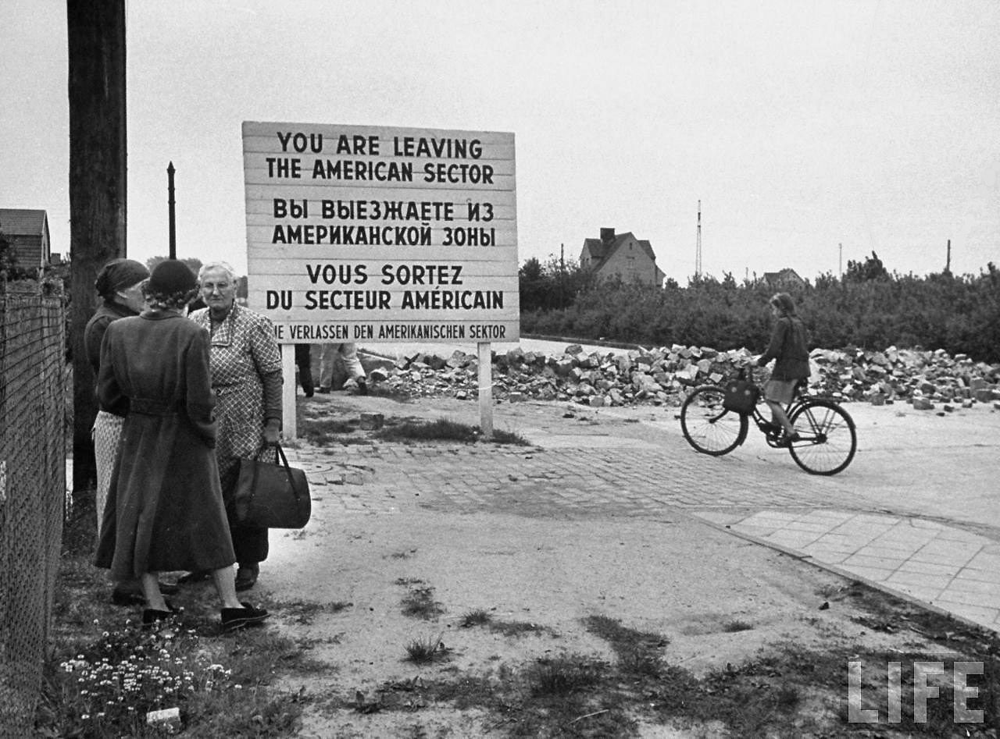 YOU ARE LEAVING
THE AMERICAN SECTOR
ВЫ ВЫЕЗЖАЕТЕ ИЗ
АМЕРИКАНСКОЙ ЗОНЫ
VOUS SORTEZ
DU SECTEUR AMÉRICAIN
VERLASSEN DEN AMERIKANISCHEN SEKTOR
LIFE